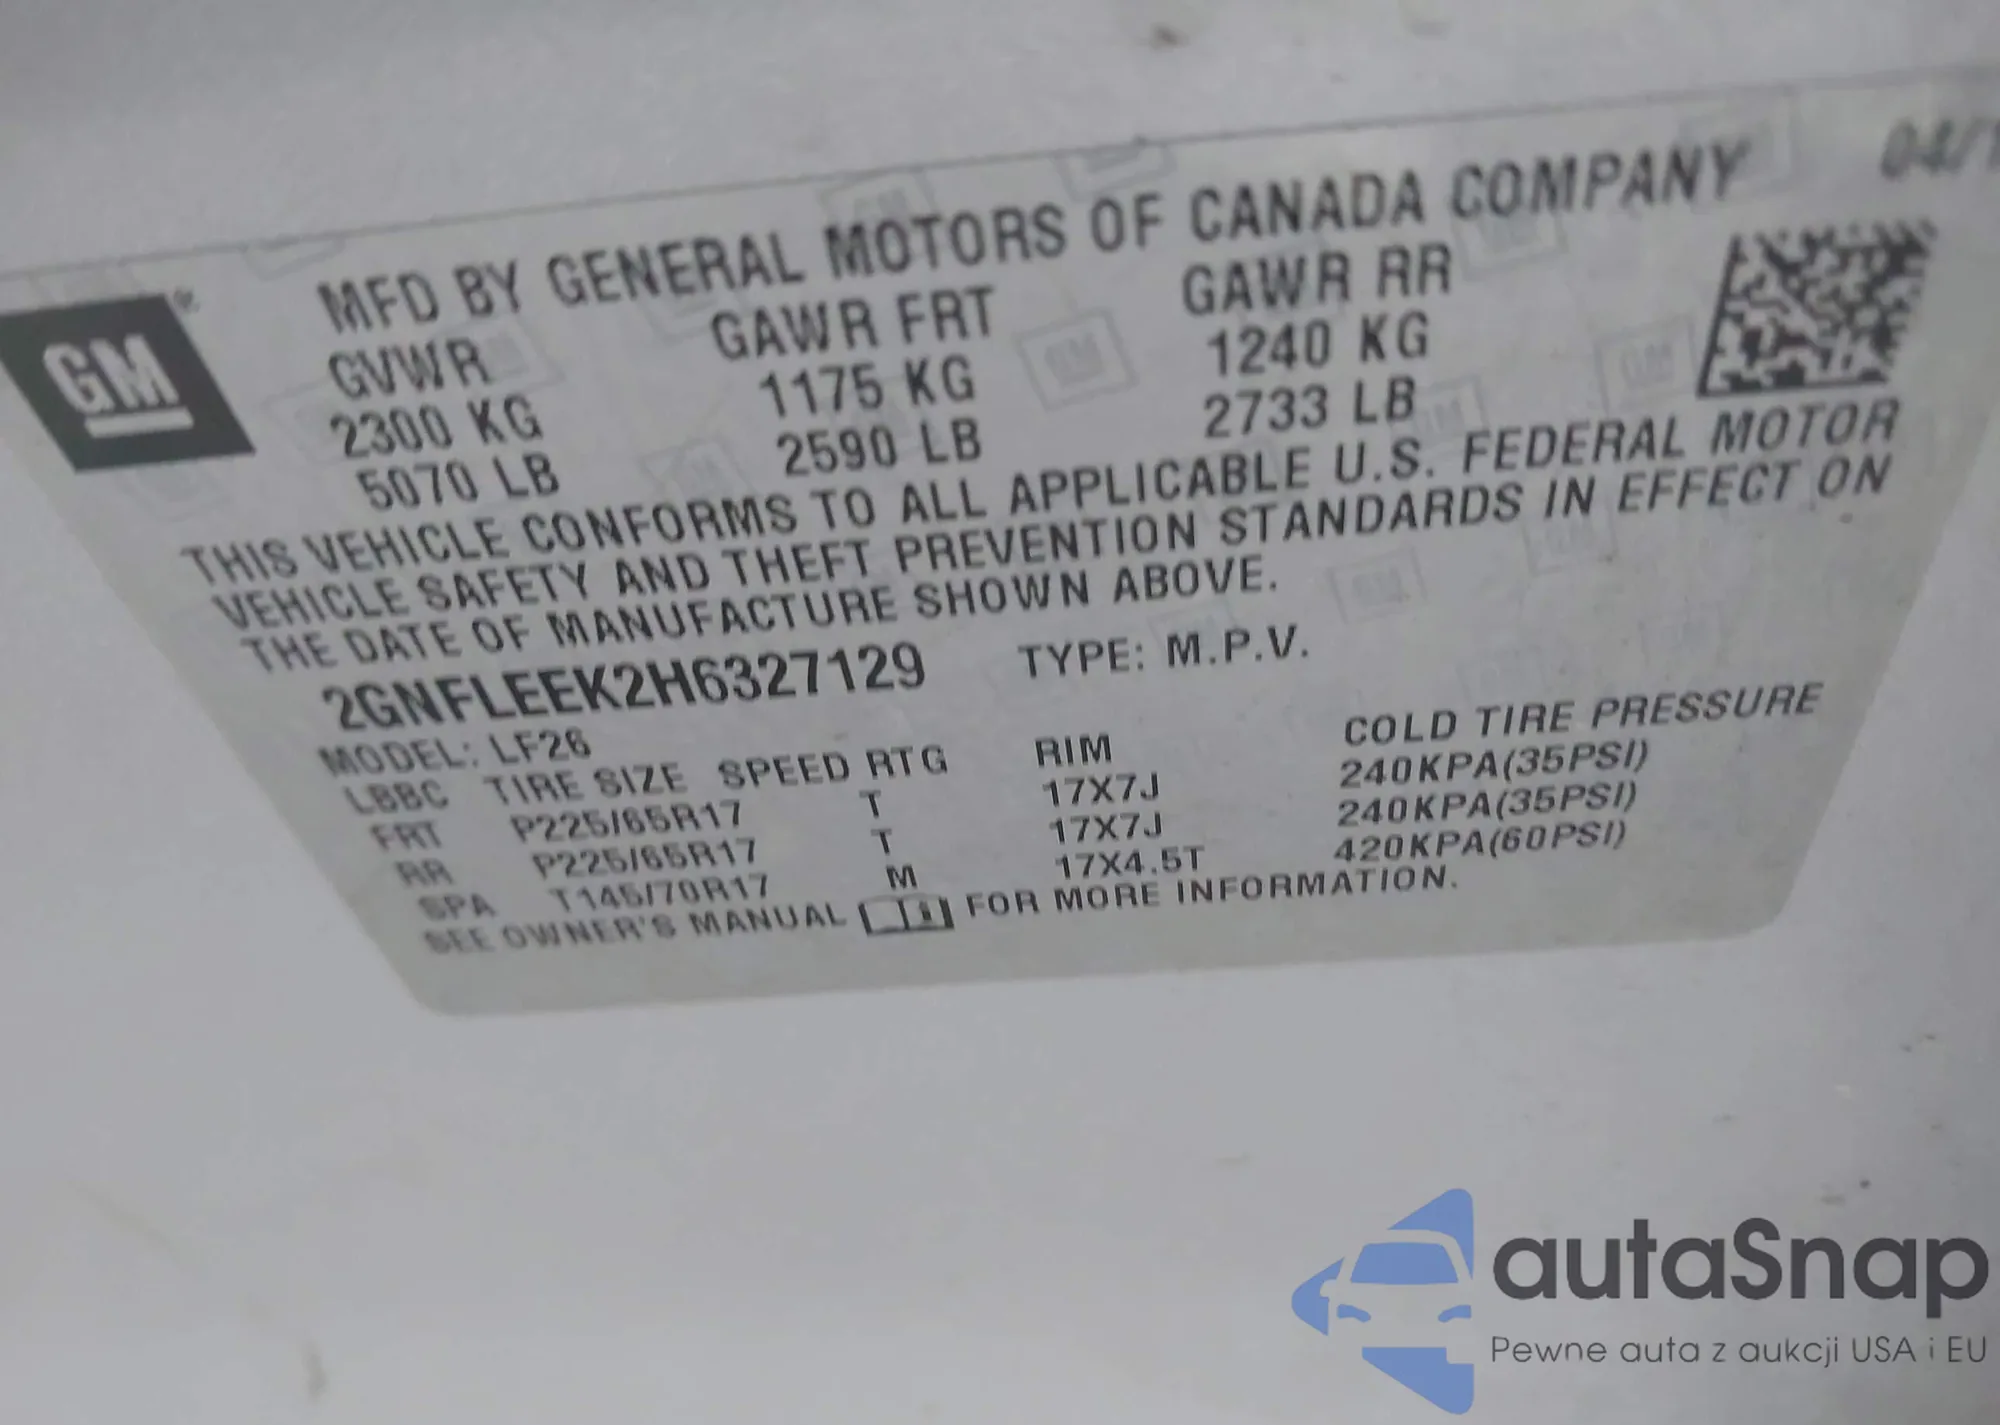 MFD BY GENERAL MOTORS OF CANADA COMPANY 04/1
GM
GVWR GAWR FRT GAWR RR
2300 KG 1175 KG 1240 KG
5070 LB 2590 LB 2733 LB
THIS VEHICLE CONFORMS TO ALL APPLICABLE U.S. FEDERAL MOTOR
VEHICLE SAFETY AND THEFT PREVENTION STANDARDS IN EFFECT ON
THE DATE OF MANUFACTURE SHOWN ABOVE.
2GNFLEEK2H6327129 TYPE: M.P.V.
MODEL: LF26
LBBC TIRE SIZE SPEED RTG RIM COLD TIRE PRESSURE
FRT P225/65R17 T 17X7J 240KPA(35PSI)
RR P225/65R17 T 17X7J 240KPA(35PSI)
SPA T145/70R17 M 17X4.5T 420KPA(60PSI)
SEE OWNER'S MANUAL FOR MORE INFORMATION.
autaSnap
Pewne auta z aukcji USA i EU